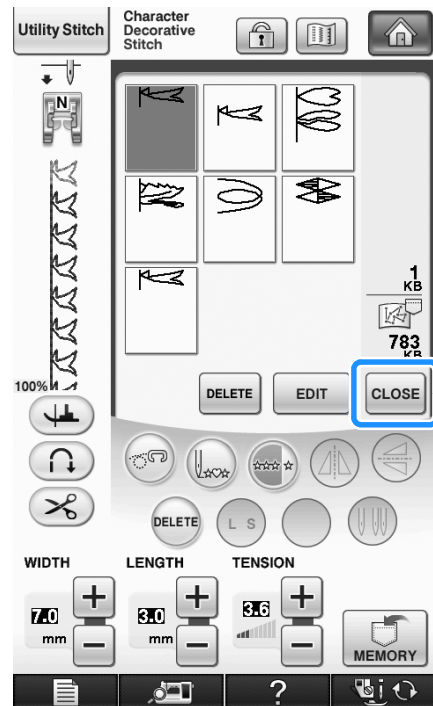 Utility Stitch
Character
Decorative
Stitch
N
1
KB
783
KB
100%
DELETE
EDIT
CLOSE
DELETE
L S
WIDTH
LENGTH
TENSION
7.0
mm
3.0
mm
3.6
MEMORY
?